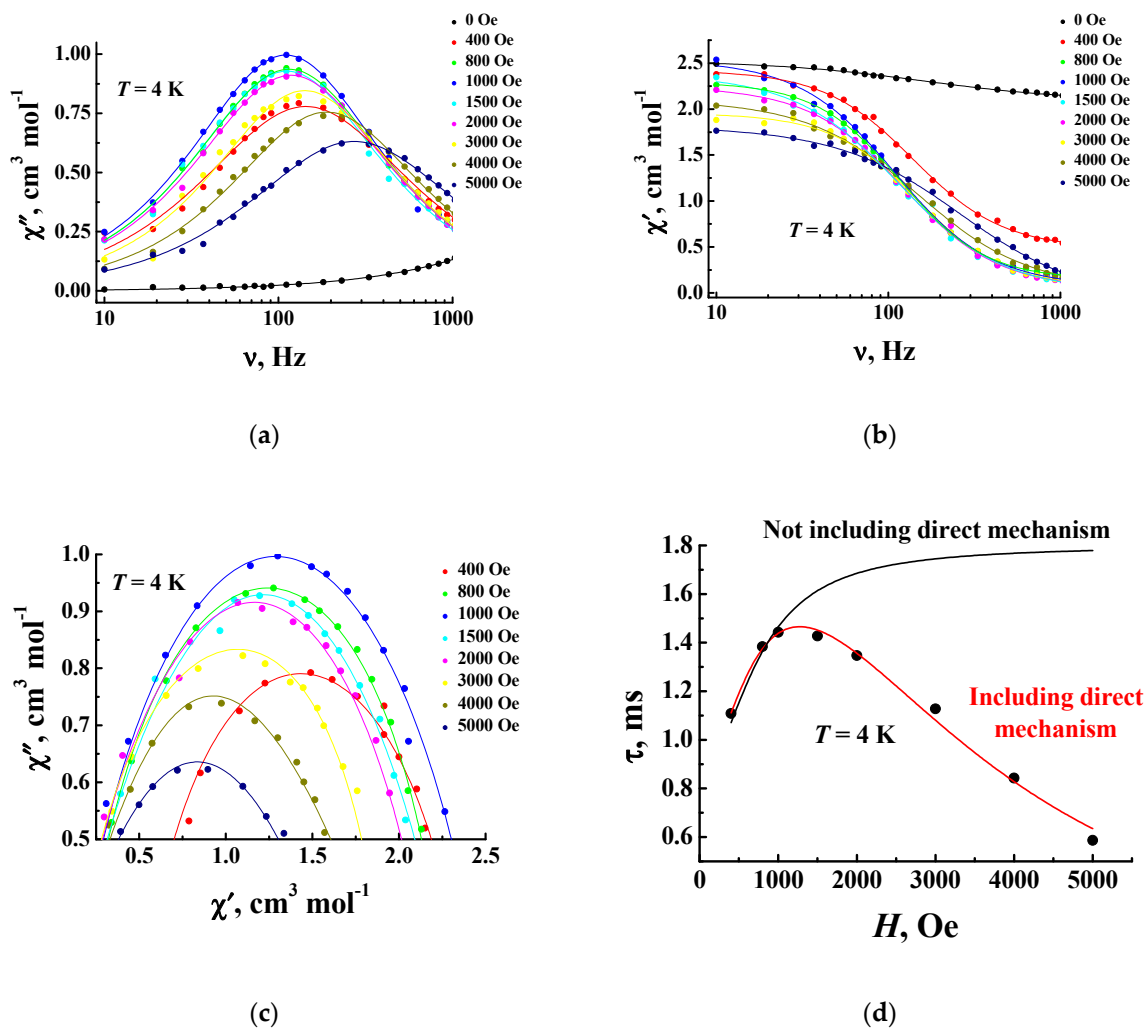 1.00
0.75
0.50
0.25
0.00
χ″, cm³ mol⁻¹
T = 4 K
0 Oe
400 Oe
800 Oe
1000 Oe
1500 Oe
2000 Oe
3000 Oe
4000 Oe
5000 Oe
10
100
1000
ν, Hz
(a)
2.5
2.0
1.5
1.0
0.5
0.0
χ′, cm³ mol⁻¹
T = 4 K
0 Oe
400 Oe
800 Oe
1000 Oe
1500 Oe
2000 Oe
3000 Oe
4000 Oe
5000 Oe
10
100
1000
ν, Hz
(b)
1.0
0.9
0.8
0.7
0.6
0.5
χ″, cm³ mol⁻¹
T = 4 K
400 Oe
800 Oe
1000 Oe
1500 Oe
2000 Oe
3000 Oe
4000 Oe
5000 Oe
0.5
1.0
1.5
2.0
2.5
χ′, cm³ mol⁻¹
(c)
Not including direct mechanism
1.8
1.6
1.4
1.2
1.0
0.8
0.6
τ, ms
Including direct
mechanism
T = 4 K
0
1000
2000
3000
4000
5000
H, Oe
(d)